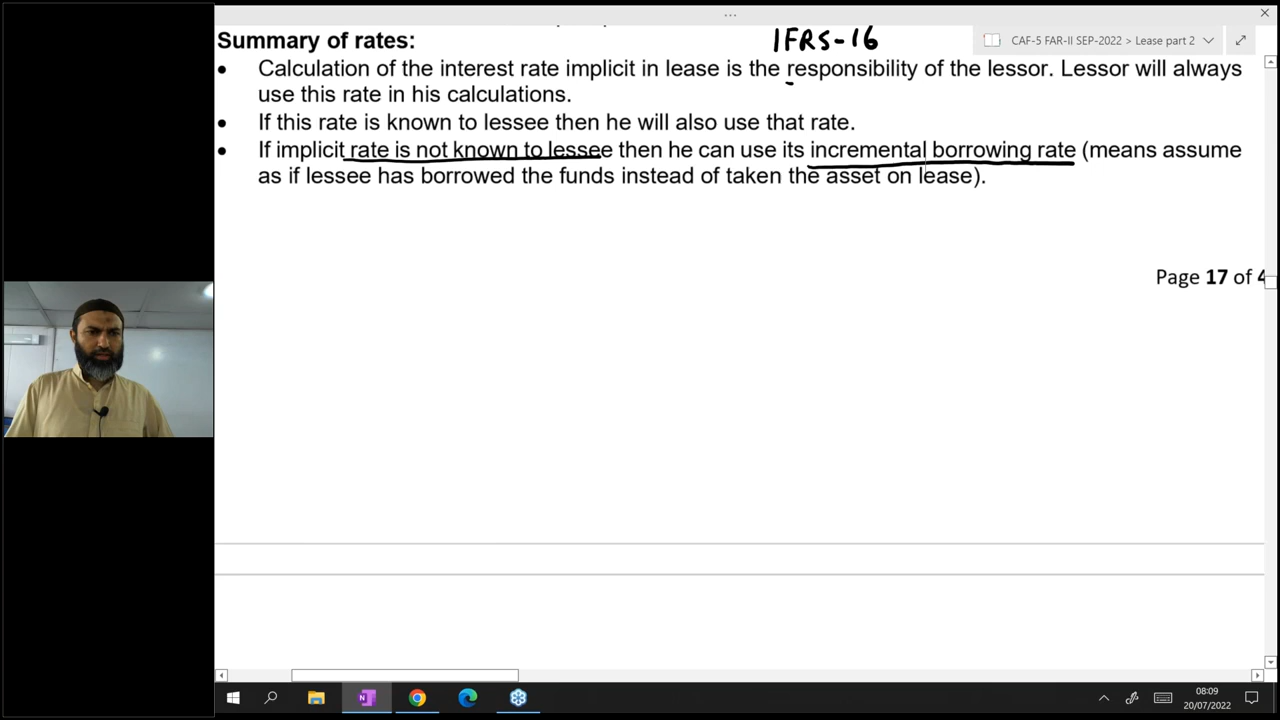 Summary of rates:
IFRS-16
CAF-5 FAR-II SEP-2022 > Lease part 2
• Calculation of the interest rate implicit in lease is the responsibility of the lessor. Lessor will always
use this rate in his calculations.
• If this rate is known to lessee then he will also use that rate.
• If implicit rate is not known to lessee then he can use its incremental borrowing rate (means assume
as if lessee has borrowed the funds instead of taken the asset on lease).
Page 17 of 4
08:09
20/07/2022